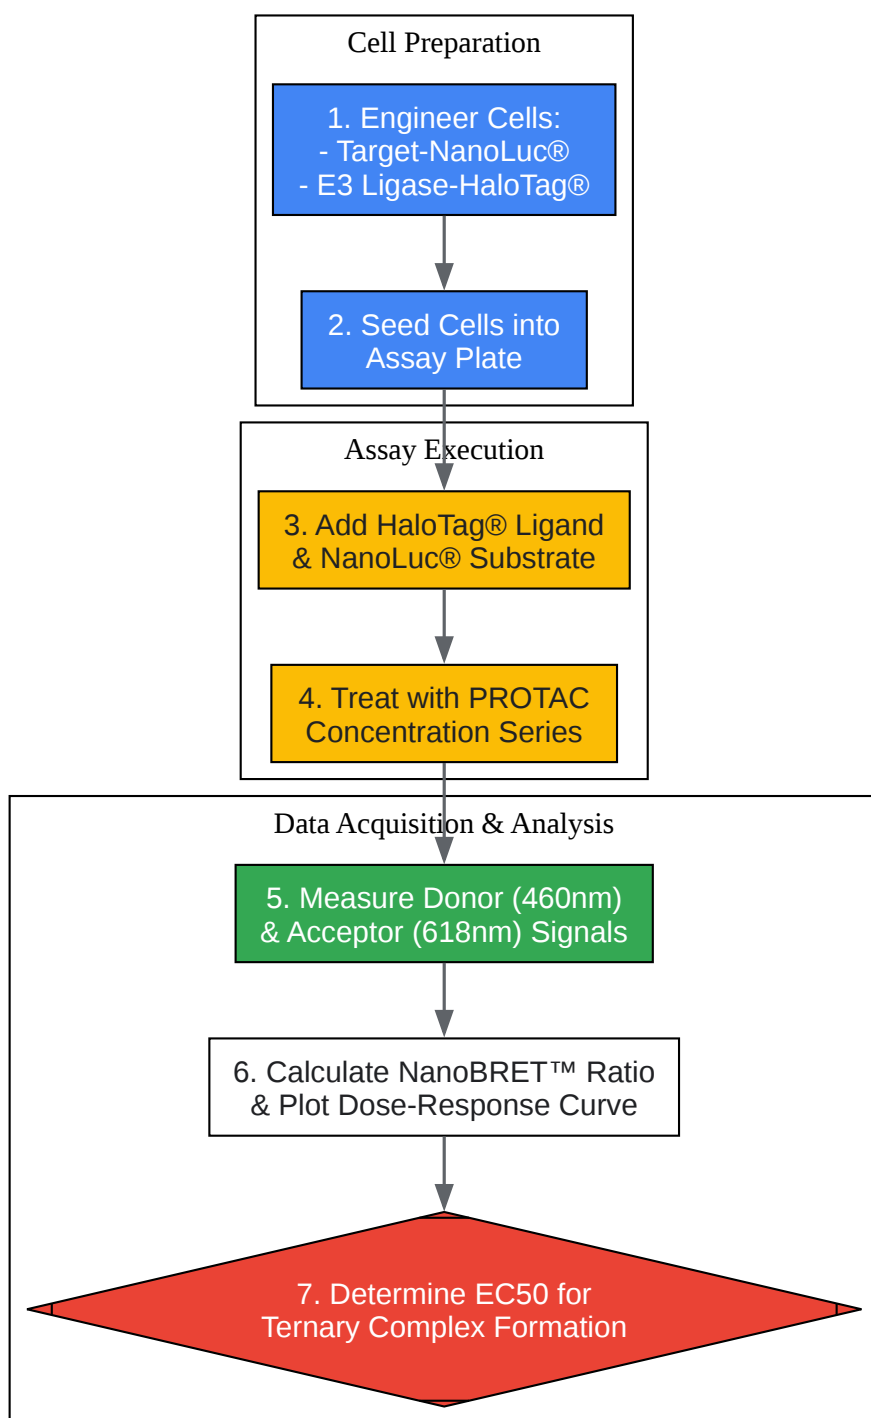 Cell Preparation
1. Engineer Cells:
- Target-NanoLuc®
- E3 Ligase-HaloTag®
2. Seed Cells into
Assay Plate
Assay Execution
3. Add HaloTag® Ligand
& NanoLuc® Substrate
4. Treat with PROTAC
Concentration Series
Data Acquisition & Analysis
5. Measure Donor (460nm)
& Acceptor (618nm) Signals
6. Calculate NanoBRET™ Ratio
& Plot Dose-Response Curve
7. Determine EC50 for
Ternary Complex Formation